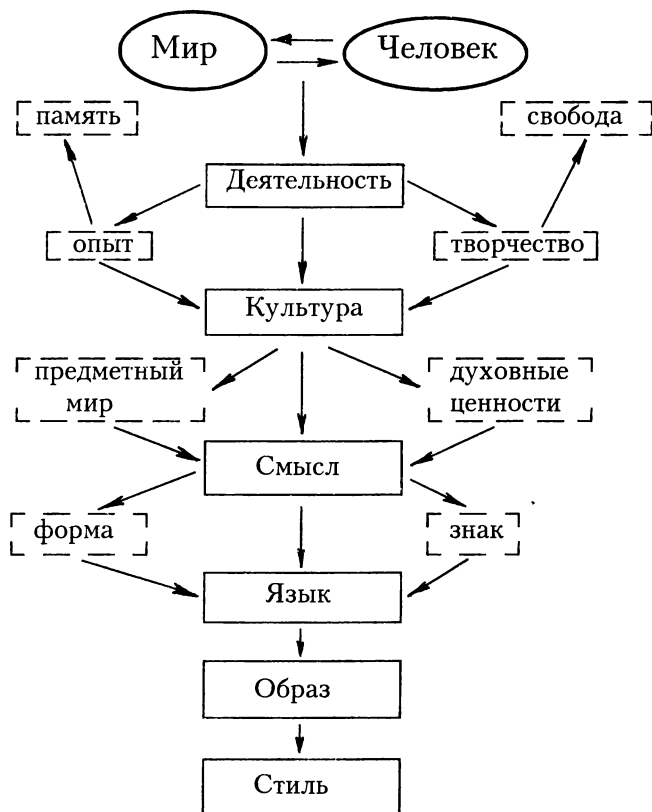 Мир
Человек
память
свобода
Деятельность
опыт
творчество
Культура
предметный
мир
духовные
ценности
Смысл
форма
знак
Язык
Образ
Стиль